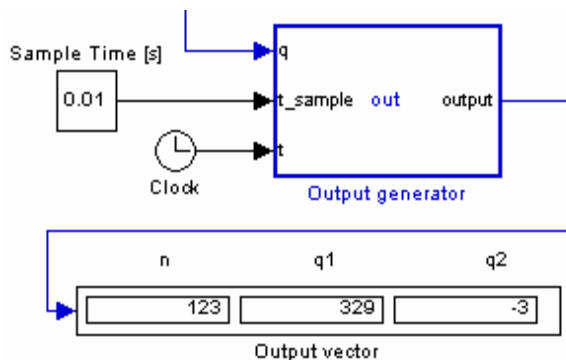 Sample Time [s]
q
0.01
t_sample out output
t
Clock
Output generator
n q1 q2
123 329 -3
Output vector